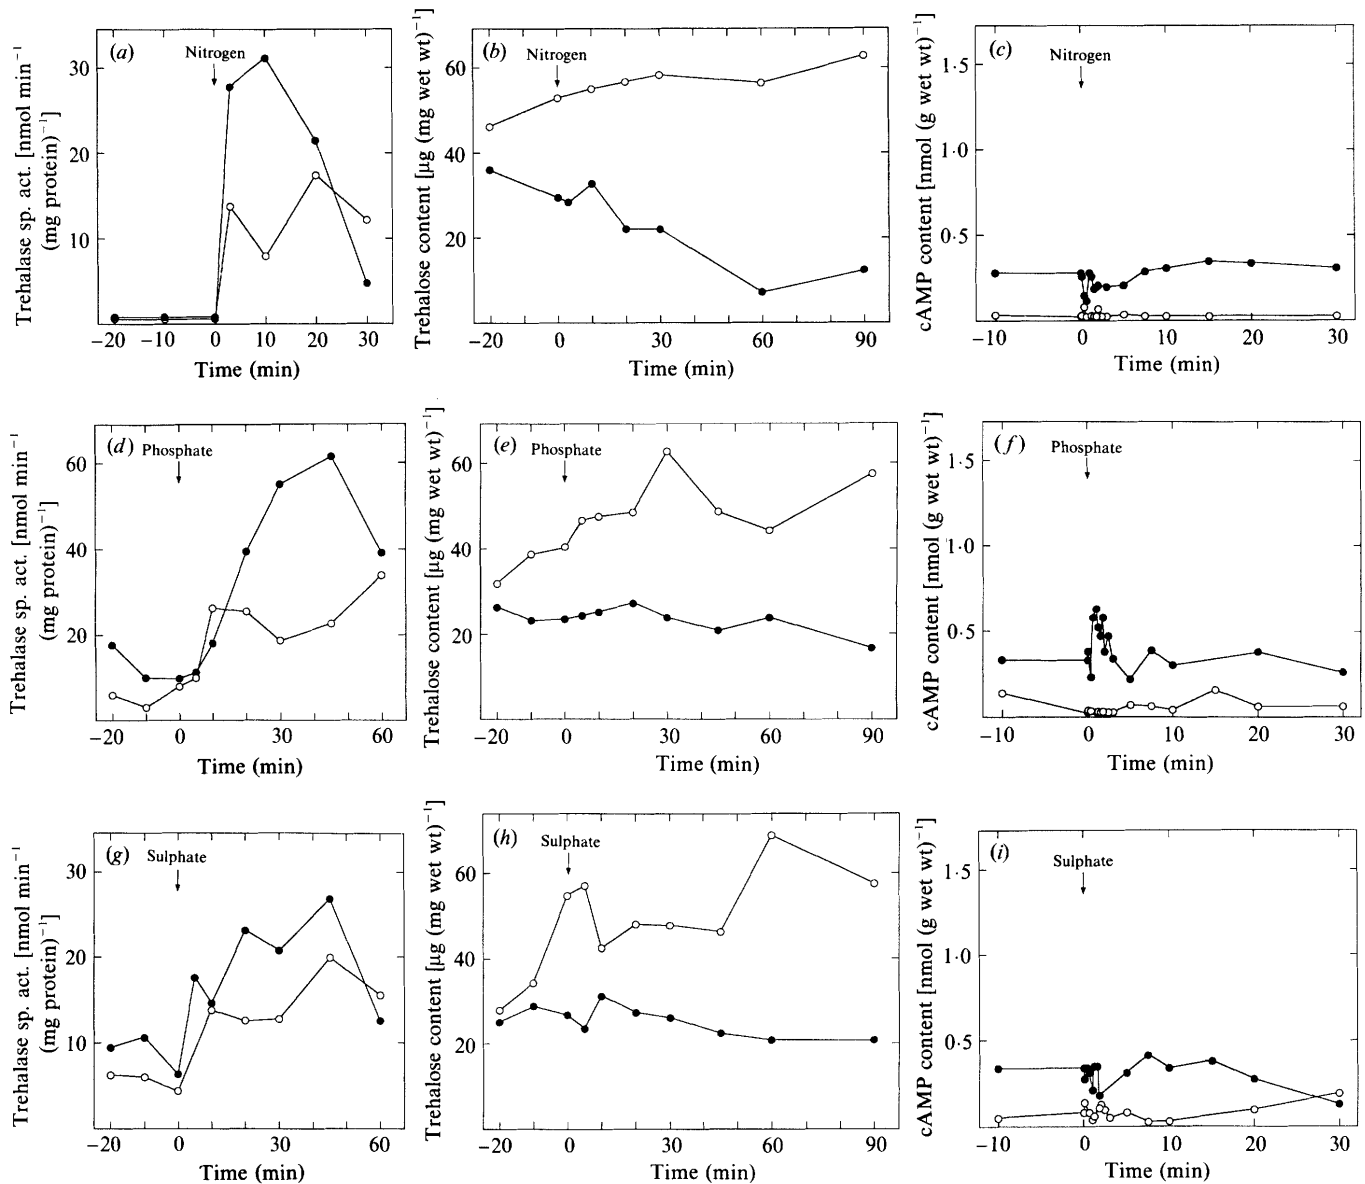 Trehalase sp. act. [nmol min⁻¹
(mg protein)⁻¹]
(a)
Nitrogen
30
20
10
−20 −10 0 10 20 30
Time (min)
Trehalose content [µg (mg wet wt)⁻¹]
(b)
Nitrogen
60
40
20
−20 0 30 60 90
Time (min)
cAMP content [nmol (g wet wt)⁻¹]
(c)
Nitrogen
1·5
1·0
0·5
−10 0 10 20 30
Time (min)
Trehalase sp. act. [nmol min⁻¹
(mg protein)⁻¹]
(d)
Phosphate
60
40
20
−20 0 20 40 60
Time (min)
Trehalose content [µg (mg wet wt)⁻¹]
(e)
Phosphate
60
40
20
−20 0 30 60 90
Time (min)
cAMP content [nmol (g wet wt)⁻¹]
(f)
Phosphate
1·5
1·0
0·5
−10 0 10 20 30
Time (min)
Trehalase sp. act. [nmol min⁻¹
(mg protein)⁻¹]
(g)
Sulphate
30
20
10
−20 0 20 40 60
Time (min)
Trehalose content [µg (mg wet wt)⁻¹]
(h)
Sulphate
60
40
20
−20 0 30 60 90
Time (min)
cAMP content [nmol (g wet wt)⁻¹]
(i)
Sulphate
1·5
1·0
0·5
−10 0 10 20 30
Time (min)